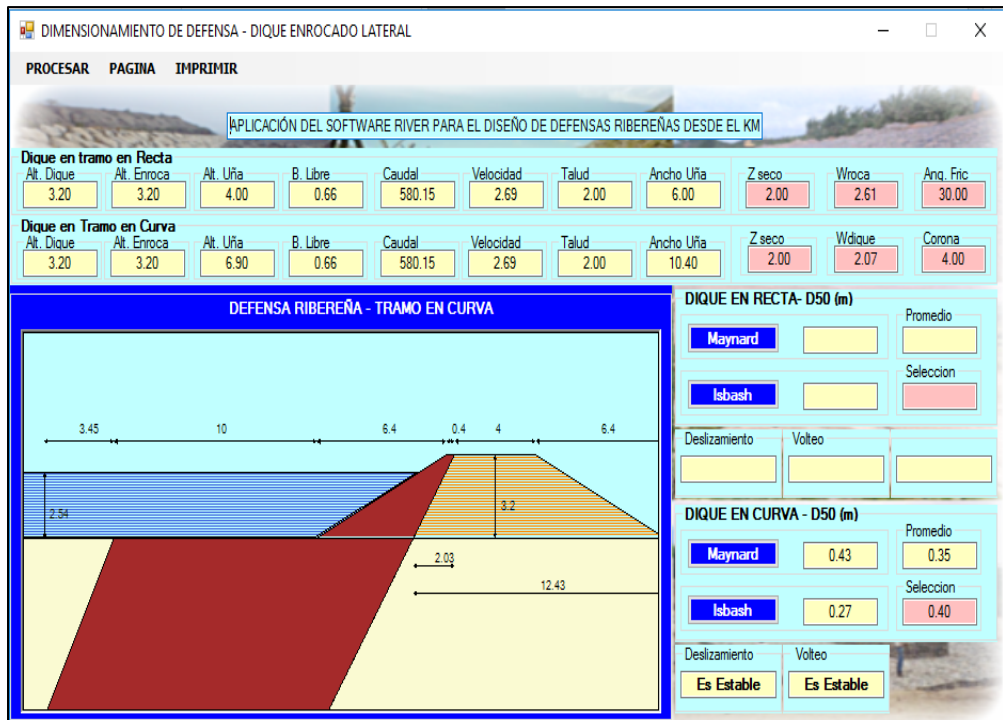 DIMENSIONAMIENTO DE DEFENSA - DIQUE ENROCADO LATERAL
PROCESAR PAGINA IMPRIMIR
APLICACIÓN DEL SOFTWARE RIVER PARA EL DISEÑO DE DEFENSAS RIBEREÑAS DESDE EL KM
Dique en tramo en Recta
Alt. Dique Alt. Enroca Alt. Uña B. Libre Caudal Velocidad Talud Ancho Uña Z seco Wroca Ang. Fric
3.20 3.20 4.00 0.66 580.15 2.69 2.00 6.00 2.00 2.61 30.00
Dique en Tramo en Curva
Alt. Dique Alt. Enroca Alt. Uña B. Libre Caudal Velocidad Talud Ancho Uña Z seco Wdique Corona
3.20 3.20 6.90 0.66 580.15 2.69 2.00 10.40 2.00 2.07 4.00
DEFENSA RIBEREÑA - TRAMO EN CURVA
3.45 10 6.4 0.4 4 6.4
2.54
3.2
2.03
12.43
DIQUE EN RECTA- D50 (m)
Promedio
Maynard
Seleccion
Isbash
Deslizamiento Volteo
DIQUE EN CURVA - D50 (m)
Promedio
Maynard 0.43 0.35
Seleccion
Isbash 0.27 0.40
Deslizamiento Volteo
Es Estable Es Estable